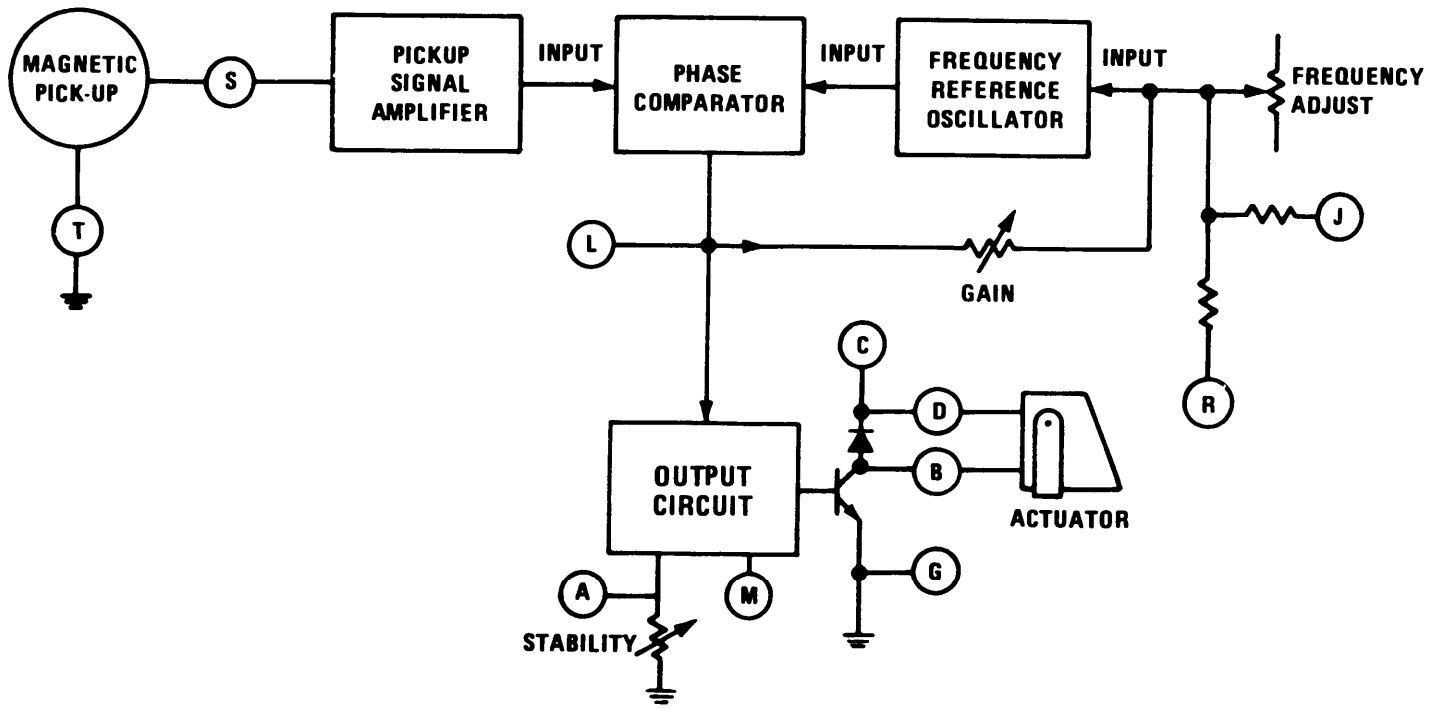 MAGNETIC
PICK-UP
S
PICKUP
SIGNAL
AMPLIFIER
INPUT
PHASE
COMPARATOR
INPUT
FREQUENCY
REFERENCE
OSCILLATOR
INPUT
FREQUENCY
ADJUST
T
L
GAIN
J
R
C
D
B
ACTUATOR
OUTPUT
CIRCUIT
G
A
M
STABILITY